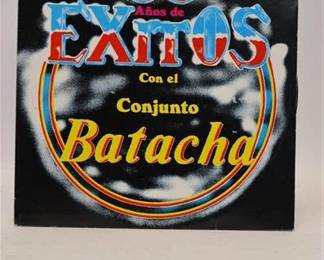 Años de
EXITOS
Con el
Conjunto
Batacha